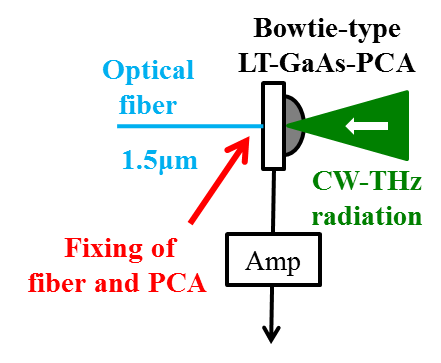 Bowtie-type
LT-GaAs-PCA
Optical
fiber
1.5μm
CW-THz
radiation
Fixing of
fiber and PCA
Amp